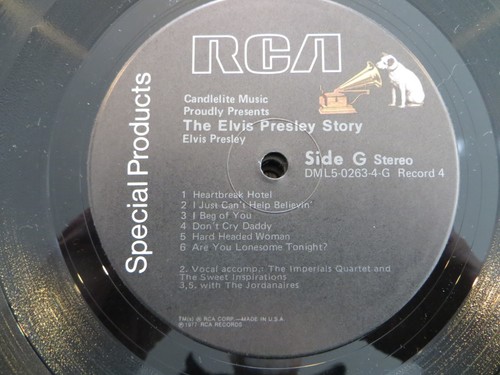 RCA
Special Products
Candlelite Music
Proudly Presents
The Elvis Presley Story
Elvis Presley
Side G Stereo
DML5-0263-4-G Record 4
1 Heartbreak Hotel
2 I Just Can't Help Believin'
3 I Beg of You
4 Don't Cry Daddy
5 Hard Headed Woman
6 Are You Lonesome Tonight?
2. Vocal accomp.: The Imperials Quartet and
The Sweet Inspirations
3,5. with The Jordanaires
TM(s) ® RCA CORP.—MADE IN U.S.A.
℗1977 RCA RECORDS